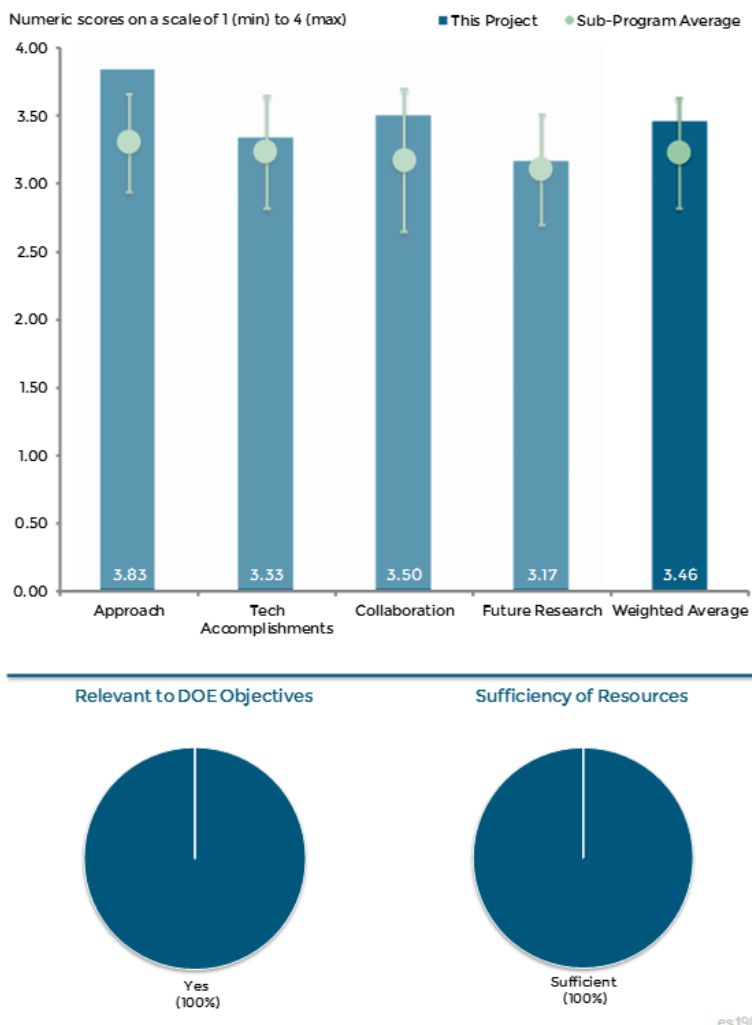 Numeric scores on a scale of 1 (min) to 4 (max)
This Project
Sub-Program Average
4.00
3.50
3.00
2.50
2.00
1.50
1.00
0.50
0.00
3.83
3.33
3.50
3.17
3.46
Approach
Tech
Accomplishments
Collaboration
Future Research
Weighted Average
Relevant to DOE Objectives
Sufficiency of Resources
Yes
(100%)
Sufficient
(100%)